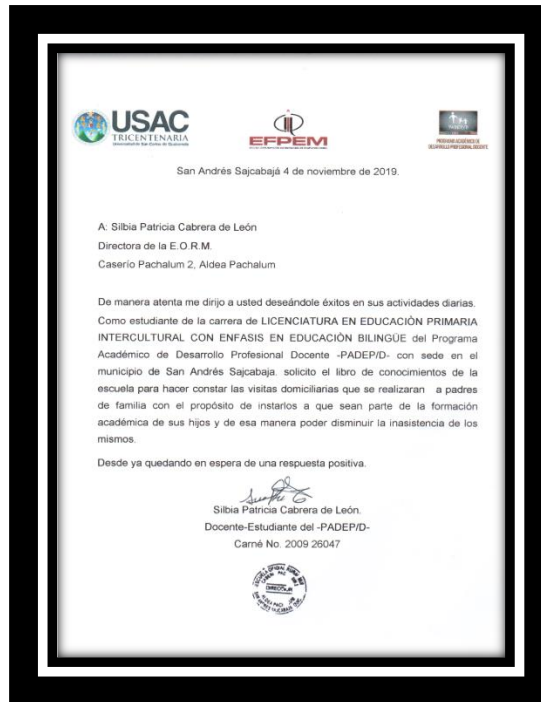 USAC
TRICENTENARIA
Universidad de San Carlos de Guatemala
EFPEM
PADEP/D
PROGRAMA ACADÉMICO DE
DESARROLLO PROFESIONAL DOCENTE
San Andrés Sajcabajá 4 de noviembre de 2019.
A: Silbia Patricia Cabrera de León
Directora de la E.O.R.M.
Caserío Pachalum 2, Aldea Pachalum
De manera atenta me dirijo a usted deseándole éxitos en sus actividades diarias.
Como estudiante de la carrera de LICENCIATURA EN EDUCACIÓN PRIMARIA
INTERCULTURAL CON ENFASIS EN EDUCACIÓN BILINGÜE del Programa
Académico de Desarrollo Profesional Docente -PADEP/D- con sede en el
municipio de San Andrés Sajcabaja. solicito el libro de conocimientos de la
escuela para hacer constar las visitas domiciliarias que se realizaran a padres
de familia con el propósito de instarlos a que sean parte de la formación
académica de sus hijos y de esa manera poder disminuir la inasistencia de los
mismos.
Desde ya quedando en espera de una respuesta positiva.
Silbia Patricia Cabrera de León.
Docente-Estudiante del -PADEP/D-
Carné No. 2009 26047
ESCUELA OFICIAL RURAL
DIRECCION